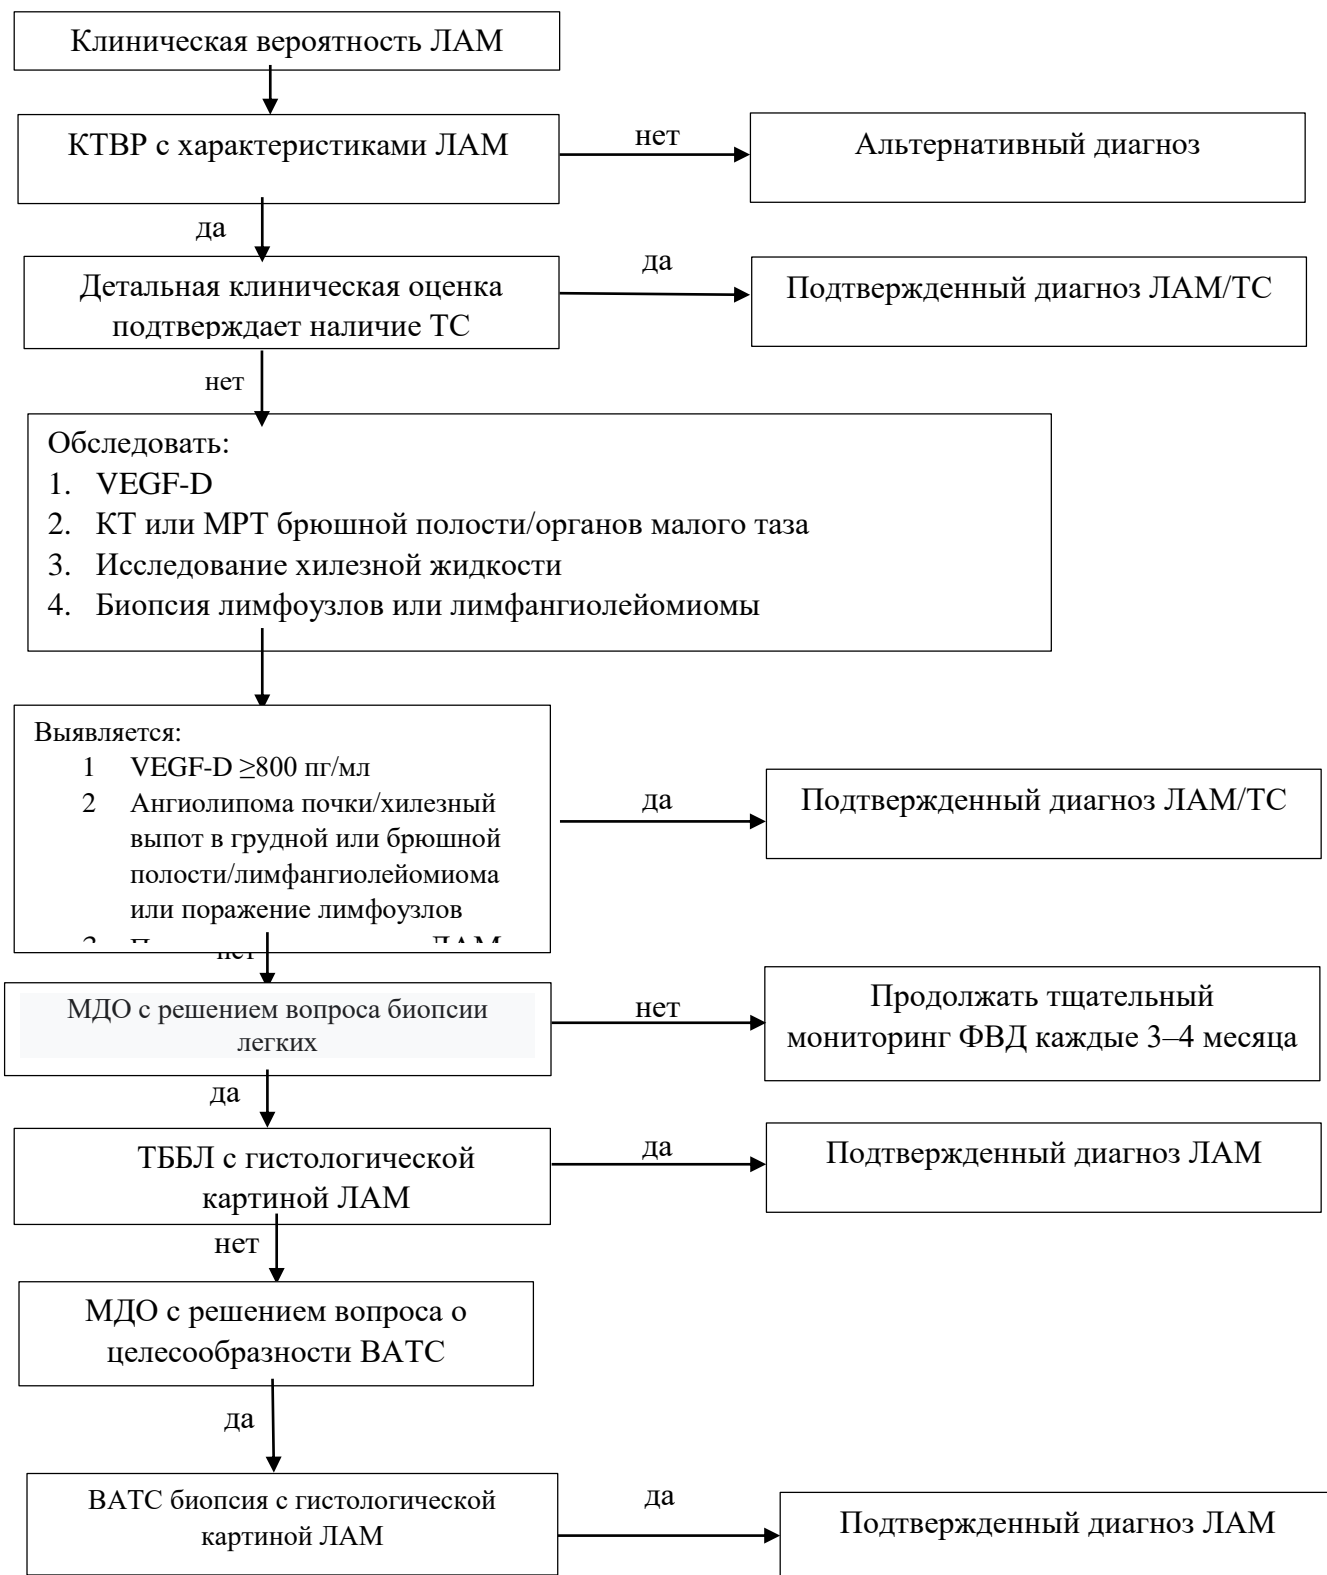 Клиническая вероятность ЛАМ
КТВР с характеристиками ЛАМ
нет
Альтернативный диагноз
да
Детальная клиническая оценка
подтверждает наличие ТС
да
Подтвержденный диагноз ЛАМ/ТС
нет
Обследовать:
1. VEGF-D
2. КТ или МРТ брюшной полости/органов малого таза
3. Исследование хилезной жидкости
4. Биопсия лимфоузлов или лимфангиолейомиомы
Выявляется:
1 VEGF-D ≥800 пг/мл
2 Ангиолипома почки/хилезный
выпот в грудной или брюшной
полости/лимфангиолейомиома
или поражение лимфоузлов
3 ЛАМ
да
Подтвержденный диагноз ЛАМ/ТС
нет
МДО с решением вопроса биопсии
легких
нет
Продолжать тщательный
мониторинг ФВД каждые 3–4 месяца
да
ТББЛ с гистологической
картиной ЛАМ
да
Подтвержденный диагноз ЛАМ
нет
МДО с решением вопроса о
целесообразности ВАТС
да
ВАТС биопсия с гистологической
картиной ЛАМ
да
Подтвержденный диагноз ЛАМ